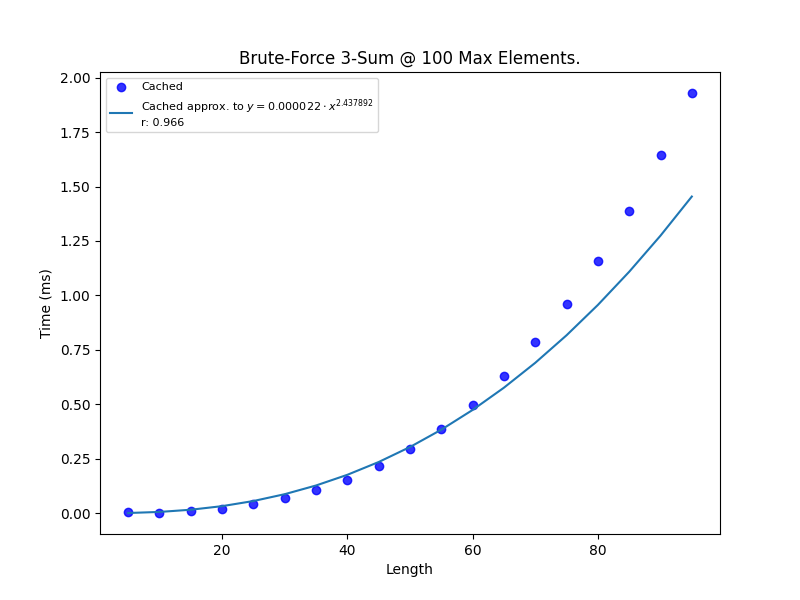 Brute-Force 3-Sum @ 100 Max Elements.
Cached
Cached approx. to y = 0.000022 · x^2.437892
r: 0.966
2.00
1.75
1.50
1.25
1.00
0.75
0.50
0.25
0.00
Time (ms)
20 40 60 80
Length